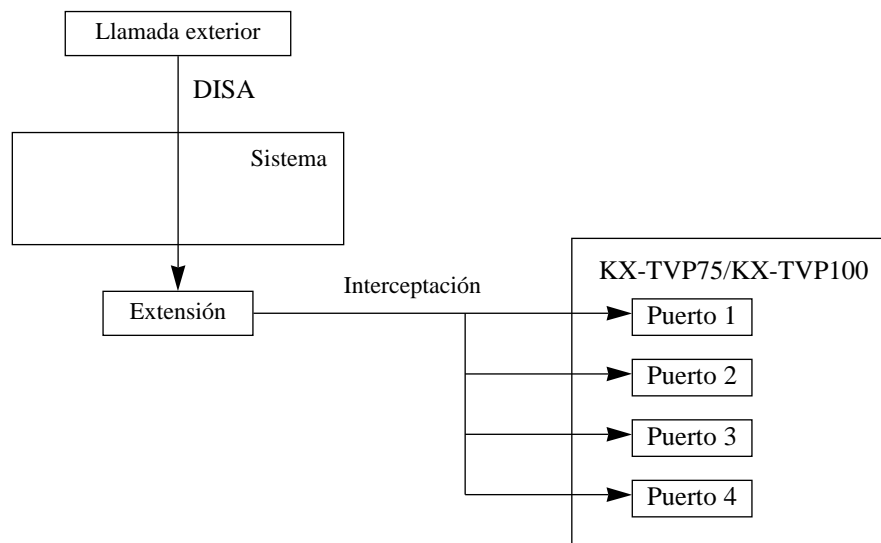 Llamada exterior
DISA
Sistema
KX-TVP75/KX-TVP100
Interceptación
Extensión
Puerto 1
Puerto 2
Puerto 3
Puerto 4